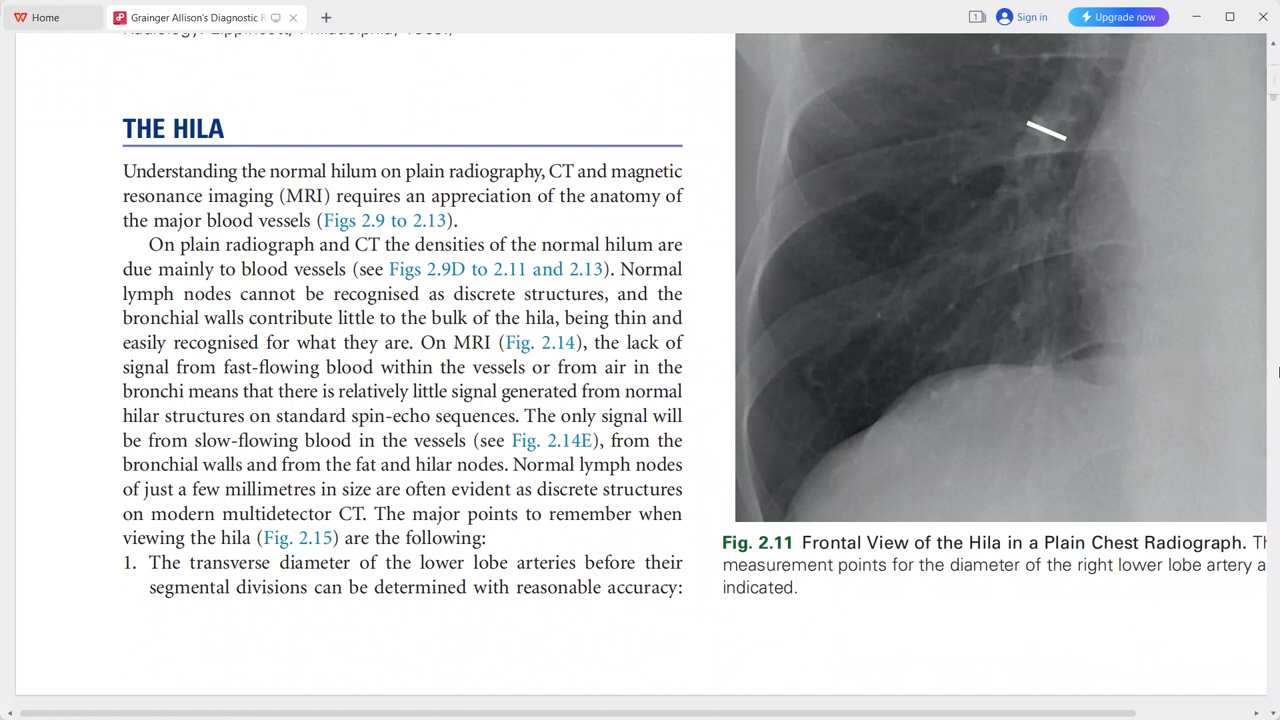 Home
Grainger Allison's Diagnostic R
1
Sign in
Upgrade now
THE HILA
Understanding the normal hilum on plain radiography, CT and magnetic
resonance imaging (MRI) requires an appreciation of the anatomy of
the major blood vessels (Figs 2.9 to 2.13).
On plain radiograph and CT the densities of the normal hilum are
due mainly to blood vessels (see Figs 2.9D to 2.11 and 2.13). Normal
lymph nodes cannot be recognised as discrete structures, and the
bronchial walls contribute little to the bulk of the hila, being thin and
easily recognised for what they are. On MRI (Fig. 2.14), the lack of
signal from fast-flowing blood within the vessels or from air in the
bronchi means that there is relatively little signal generated from normal
hilar structures on standard spin-echo sequences. The only signal will
be from slow-flowing blood in the vessels (see Fig. 2.14E), from the
bronchial walls and from the fat and hilar nodes. Normal lymph nodes
of just a few millimetres in size are often evident as discrete structures
on modern multidetector CT. The major points to remember when
viewing the hila (Fig. 2.15) are the following:
1. The transverse diameter of the lower lobe arteries before their
segmental divisions can be determined with reasonable accuracy:
Fig. 2.11 Frontal View of the Hila in a Plain Chest Radiograph. Th
measurement points for the diameter of the right lower lobe artery a
indicated.